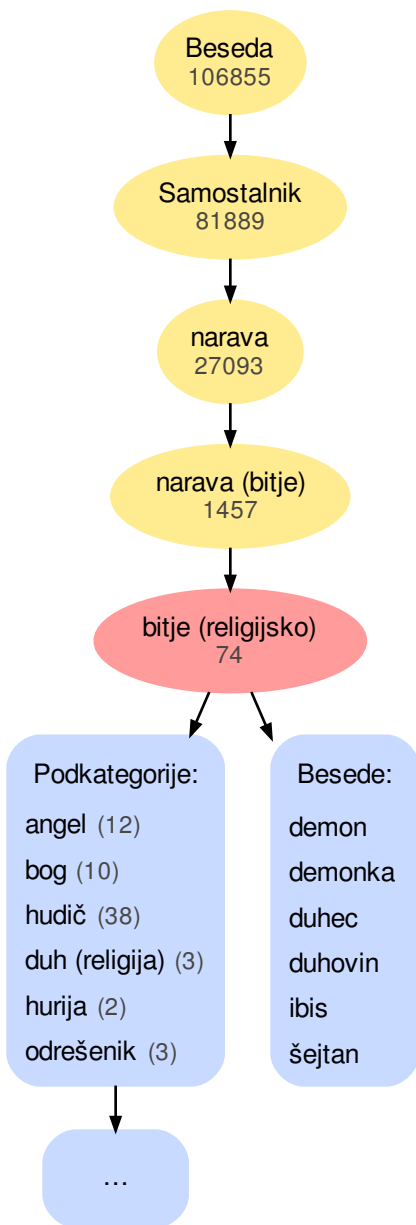 Beseda
106855
Samostalnik
81889
narava
27093
narava (bitje)
1457
bitje (religijsko)
74
Podkategorije:
angel (12)
bog (10)
hudič (38)
duh (religija) (3)
hurija (2)
odrešenik (3)
...
Besede:
demon
demonka
duhec
duhovin
ibis
šejtan